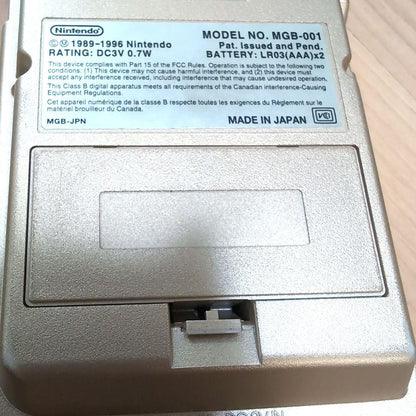 Nintendo
©Ⓜ 1989-1996 Nintendo
RATING: DC3V 0.7W
MODEL NO. MGB-001
Pat. Issued and Pend.
BATTERY: LR03(AAA)x2
This device complies with Part 15 of the FCC Rules. Operation is subject to the following two
conditions: (1) This device may not cause harmful interference, and (2) this device must
accept any interference received, including interference that may cause undesired operation.
This Class B digital apparatus meets all requirements of the Canadian interference-Causing
Equipment Regulations.
Cet appareil numérique de la classe B respecte toutes les exigences du Règlement sur le
matériel brouilleur du Canada.
MGB-JPN
MADE IN JAPAN
VCI